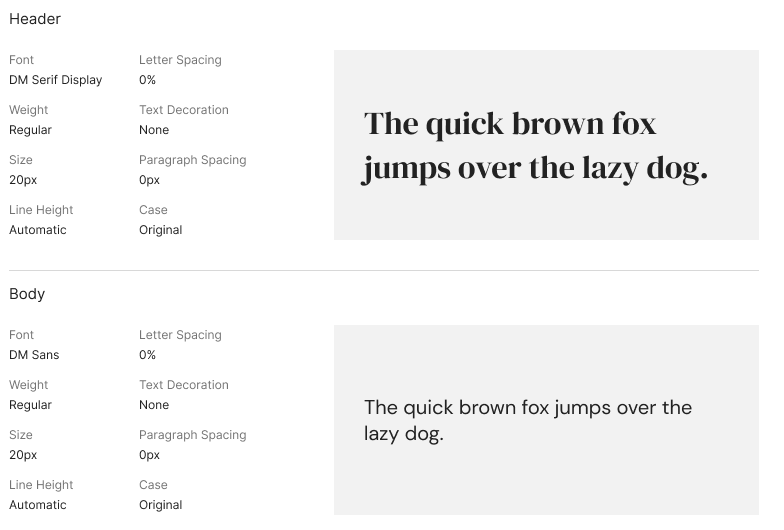 Header
Font Letter Spacing
DM Serif Display 0%
Weight Text Decoration
Regular None
Size Paragraph Spacing
20px 0px
Line Height Case
Automatic Original
The quick brown fox
jumps over the lazy dog.
Body
Font Letter Spacing
DM Sans 0%
Weight Text Decoration
Regular None
Size Paragraph Spacing
20px 0px
Line Height Case
Automatic Original
The quick brown fox jumps over the
lazy dog.